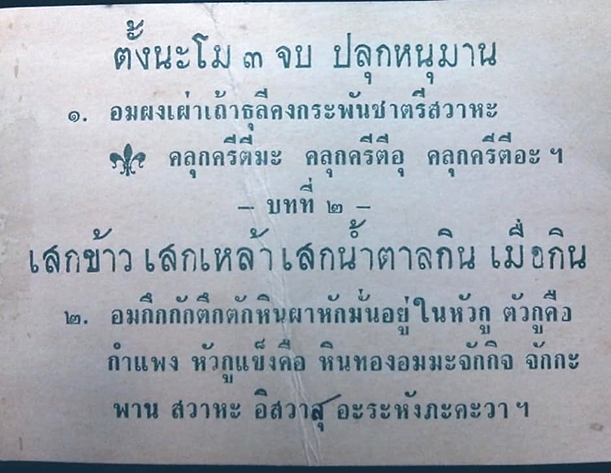 ตั้งนะโม ๓ จบ ปลุกหนุมาน
๑. อมผงเผ่าเถ้าธุลีคงกระพันชาตรีสวาหะ
คลุกครีตีมะ คลุกครีตีอุ คลุกครีตีอะ ฯ
– บทที่ ๒ –
เสกข้าว เสกเหล้า เสกน้ำตาลกิน เมื่อกิน
๒. อมกึกกักตึกตักหินผาหักมั่นอยู่ในหัวกู ตัวกูคือ
กำแพง หัวกูแข็งคือ หินทองอมมะจักกิจ จักกะ
พาน สวาหะ อิสวาสุ อะระหังภะคะวา ฯ